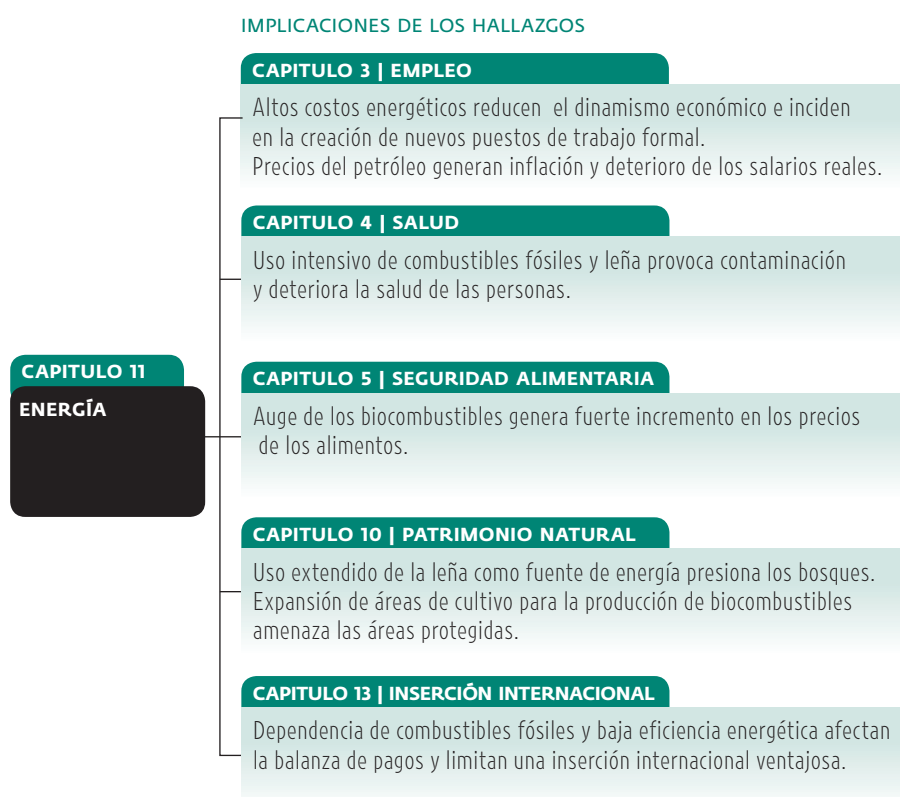 IMPLICACIONES DE LOS HALLAZGOS
CAPITULO 3 | EMPLEO
Altos costos energéticos reducen el dinamismo económico e inciden
en la creación de nuevos puestos de trabajo formal.
Precios del petróleo generan inflación y deterioro de los salarios reales.
CAPITULO 4 | SALUD
Uso intensivo de combustibles fósiles y leña provoca contaminación
y deteriora la salud de las personas.
CAPITULO 11
ENERGÍA
CAPITULO 5 | SEGURIDAD ALIMENTARIA
Auge de los biocombustibles genera fuerte incremento en los precios
de los alimentos.
CAPITULO 10 | PATRIMONIO NATURAL
Uso extendido de la leña como fuente de energía presiona los bosques.
Expansión de áreas de cultivo para la producción de biocombustibles
amenaza las áreas protegidas.
CAPITULO 13 | INSERCIÓN INTERNACIONAL
Dependencia de combustibles fósiles y baja eficiencia energética afectan
la balanza de pagos y limitan una inserción internacional ventajosa.